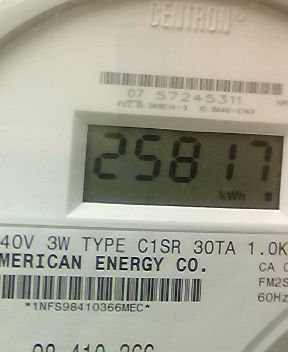 CENTRON®
07 57245311
25817
kWh
40V 3W TYPE C1SR 30TA 1.0K
MERICAN ENERGY CO.
CA 0
FM2S
60Hz
*1NFS98410366MEC*